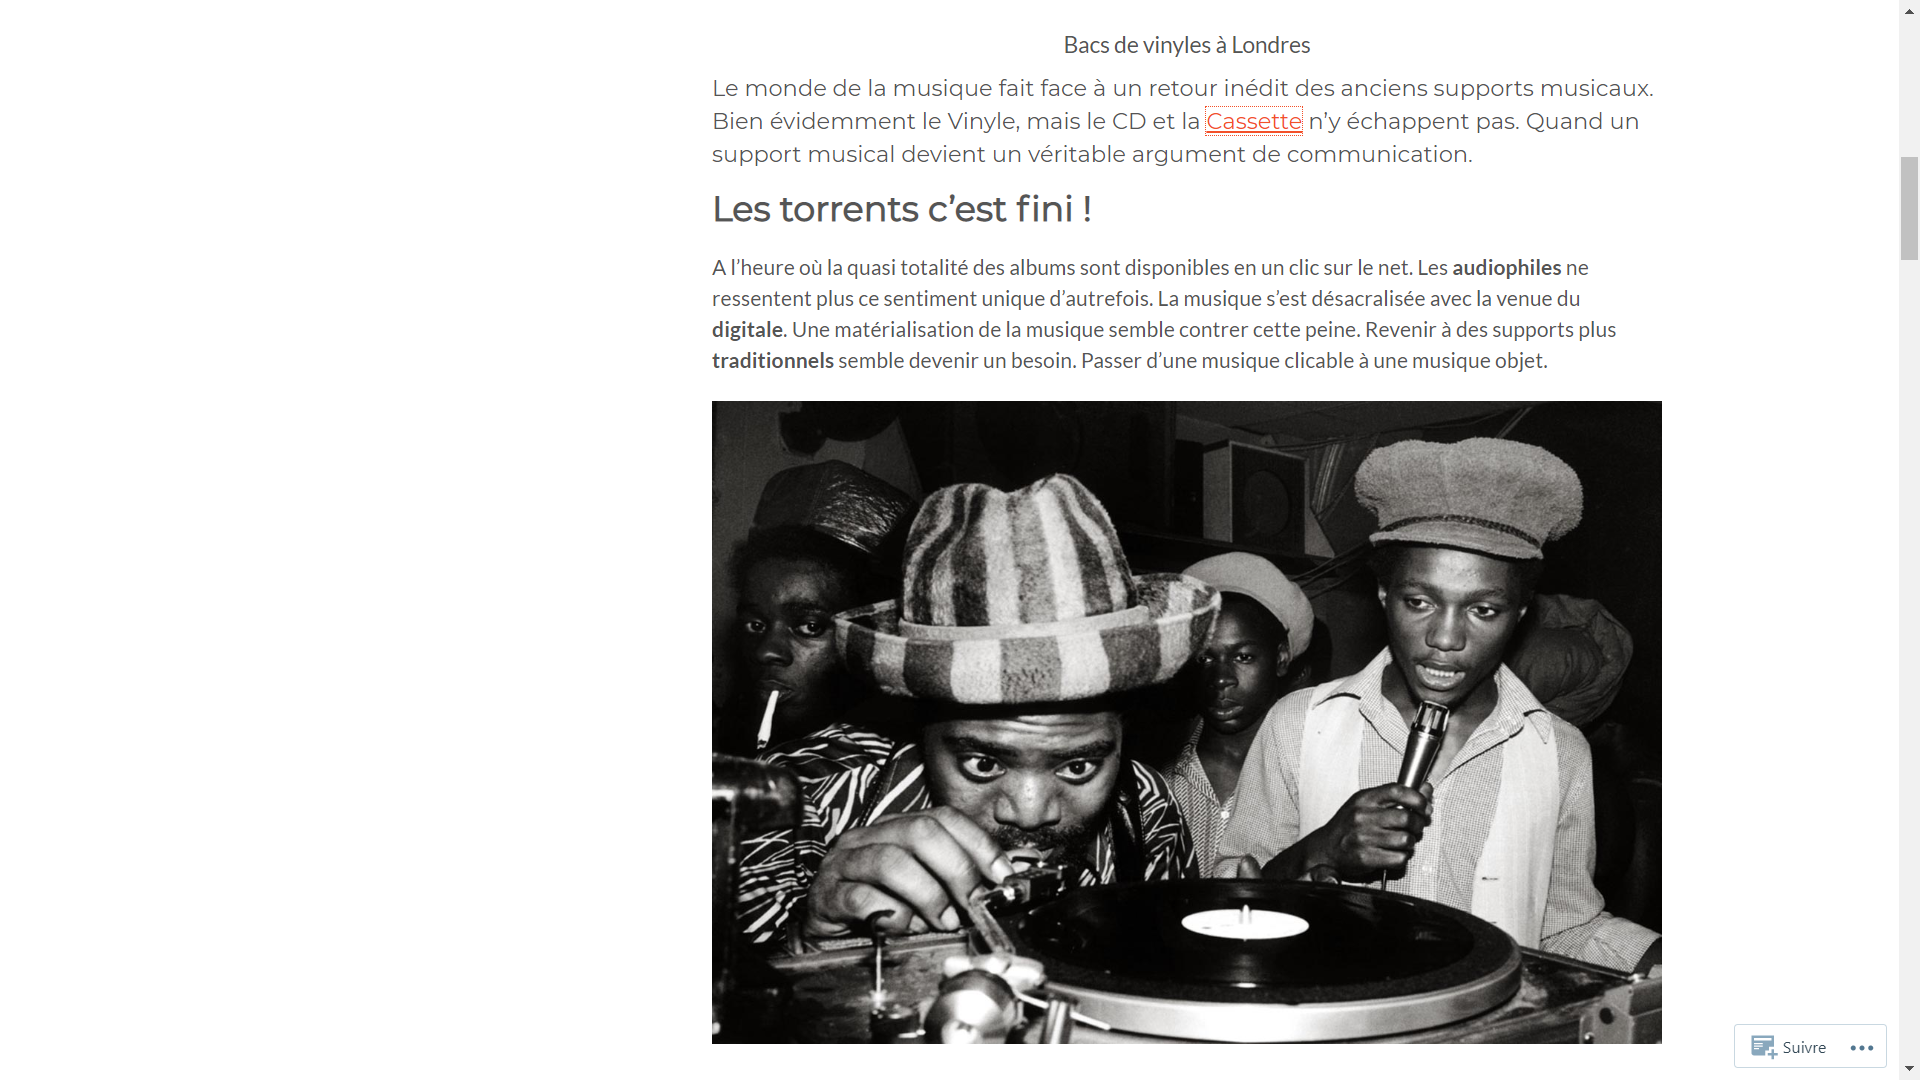 Bacs de vinyles à Londres
Le monde de la musique fait face à un retour inédit des anciens supports musicaux.
Bien évidemment le Vinyle, mais le CD et la Cassette n’y échappent pas. Quand un
support musical devient un véritable argument de communication.
Les torrents c’est fini !
A l’heure où la quasi totalité des albums sont disponibles en un clic sur le net. Les audiophiles ne
ressentent plus ce sentiment unique d’autrefois. La musique s’est désacralisée avec la venue du
digitale. Une matérialisation de la musique semble contrer cette peine. Revenir à des supports plus
traditionnels semble devenir un besoin. Passer d’une musique clicable à une musique objet.
Suivre